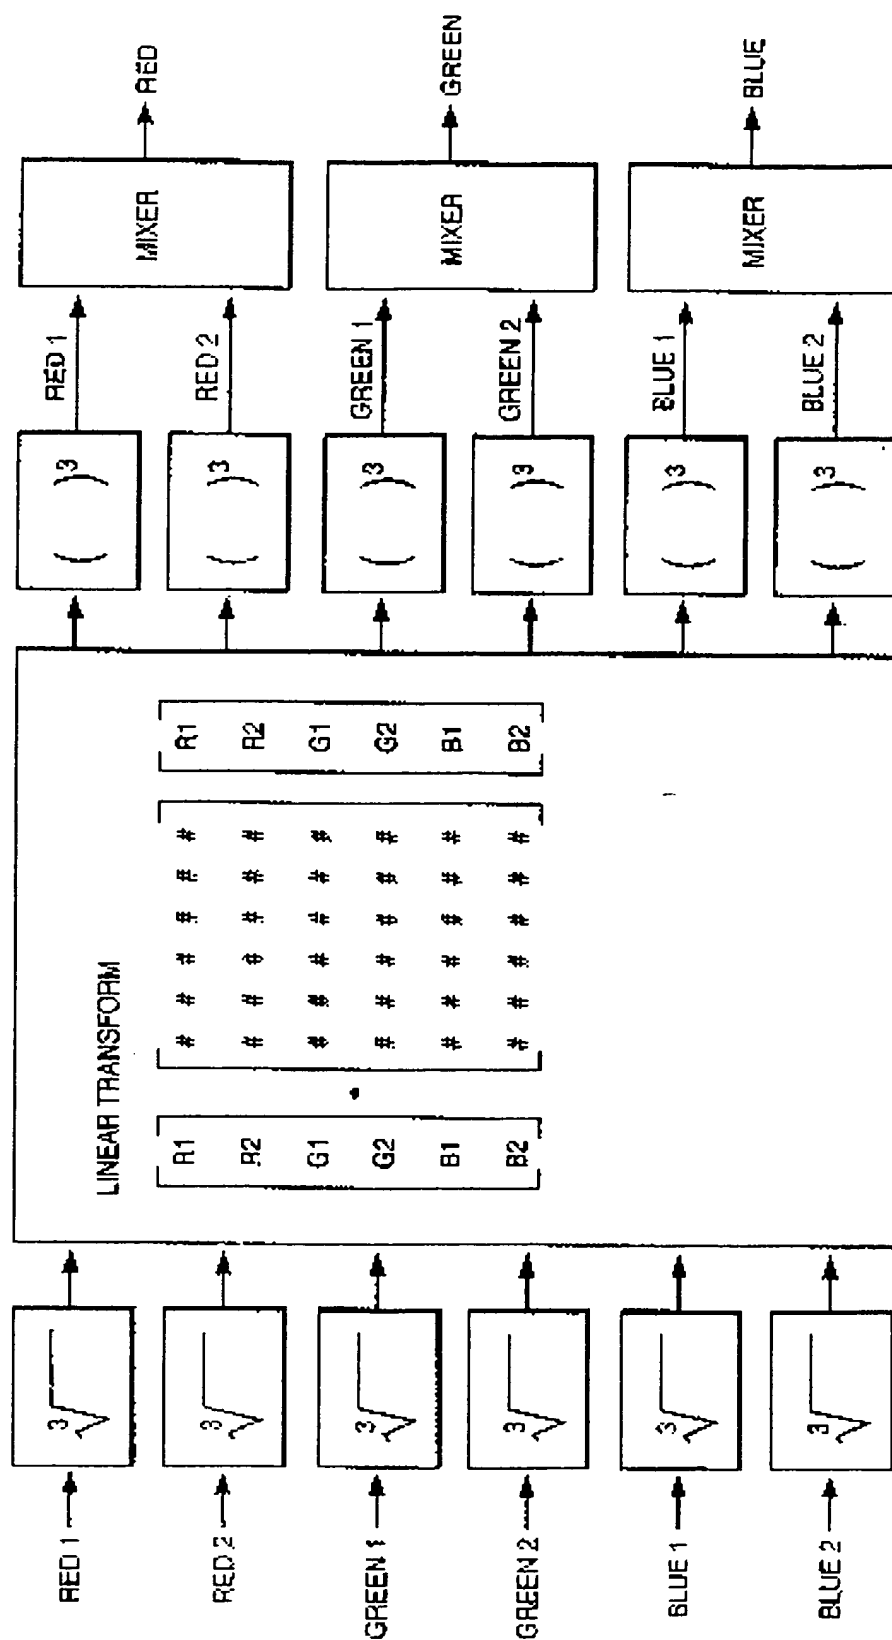 RED 1
RED 2
GREEN 1
GREEN 2
BLUE 1
BLUE 2
3√
3√
3√
3√
3√
3√
LINEAR TRANSFORM
R1 # # # # # # R1
R2 # # # # # # R2
G1 # # # # # # G1
G2 # # # # # # G2
B1 # # # # # # B1
B2 # # # # # # B2
( )3
( )3
( )3
( )3
( )3
( )3
RED 1
RED 2
GREEN 1
GREEN 2
BLUE 1
BLUE 2
MIXER
MIXER
MIXER
RED
GREEN
BLUE